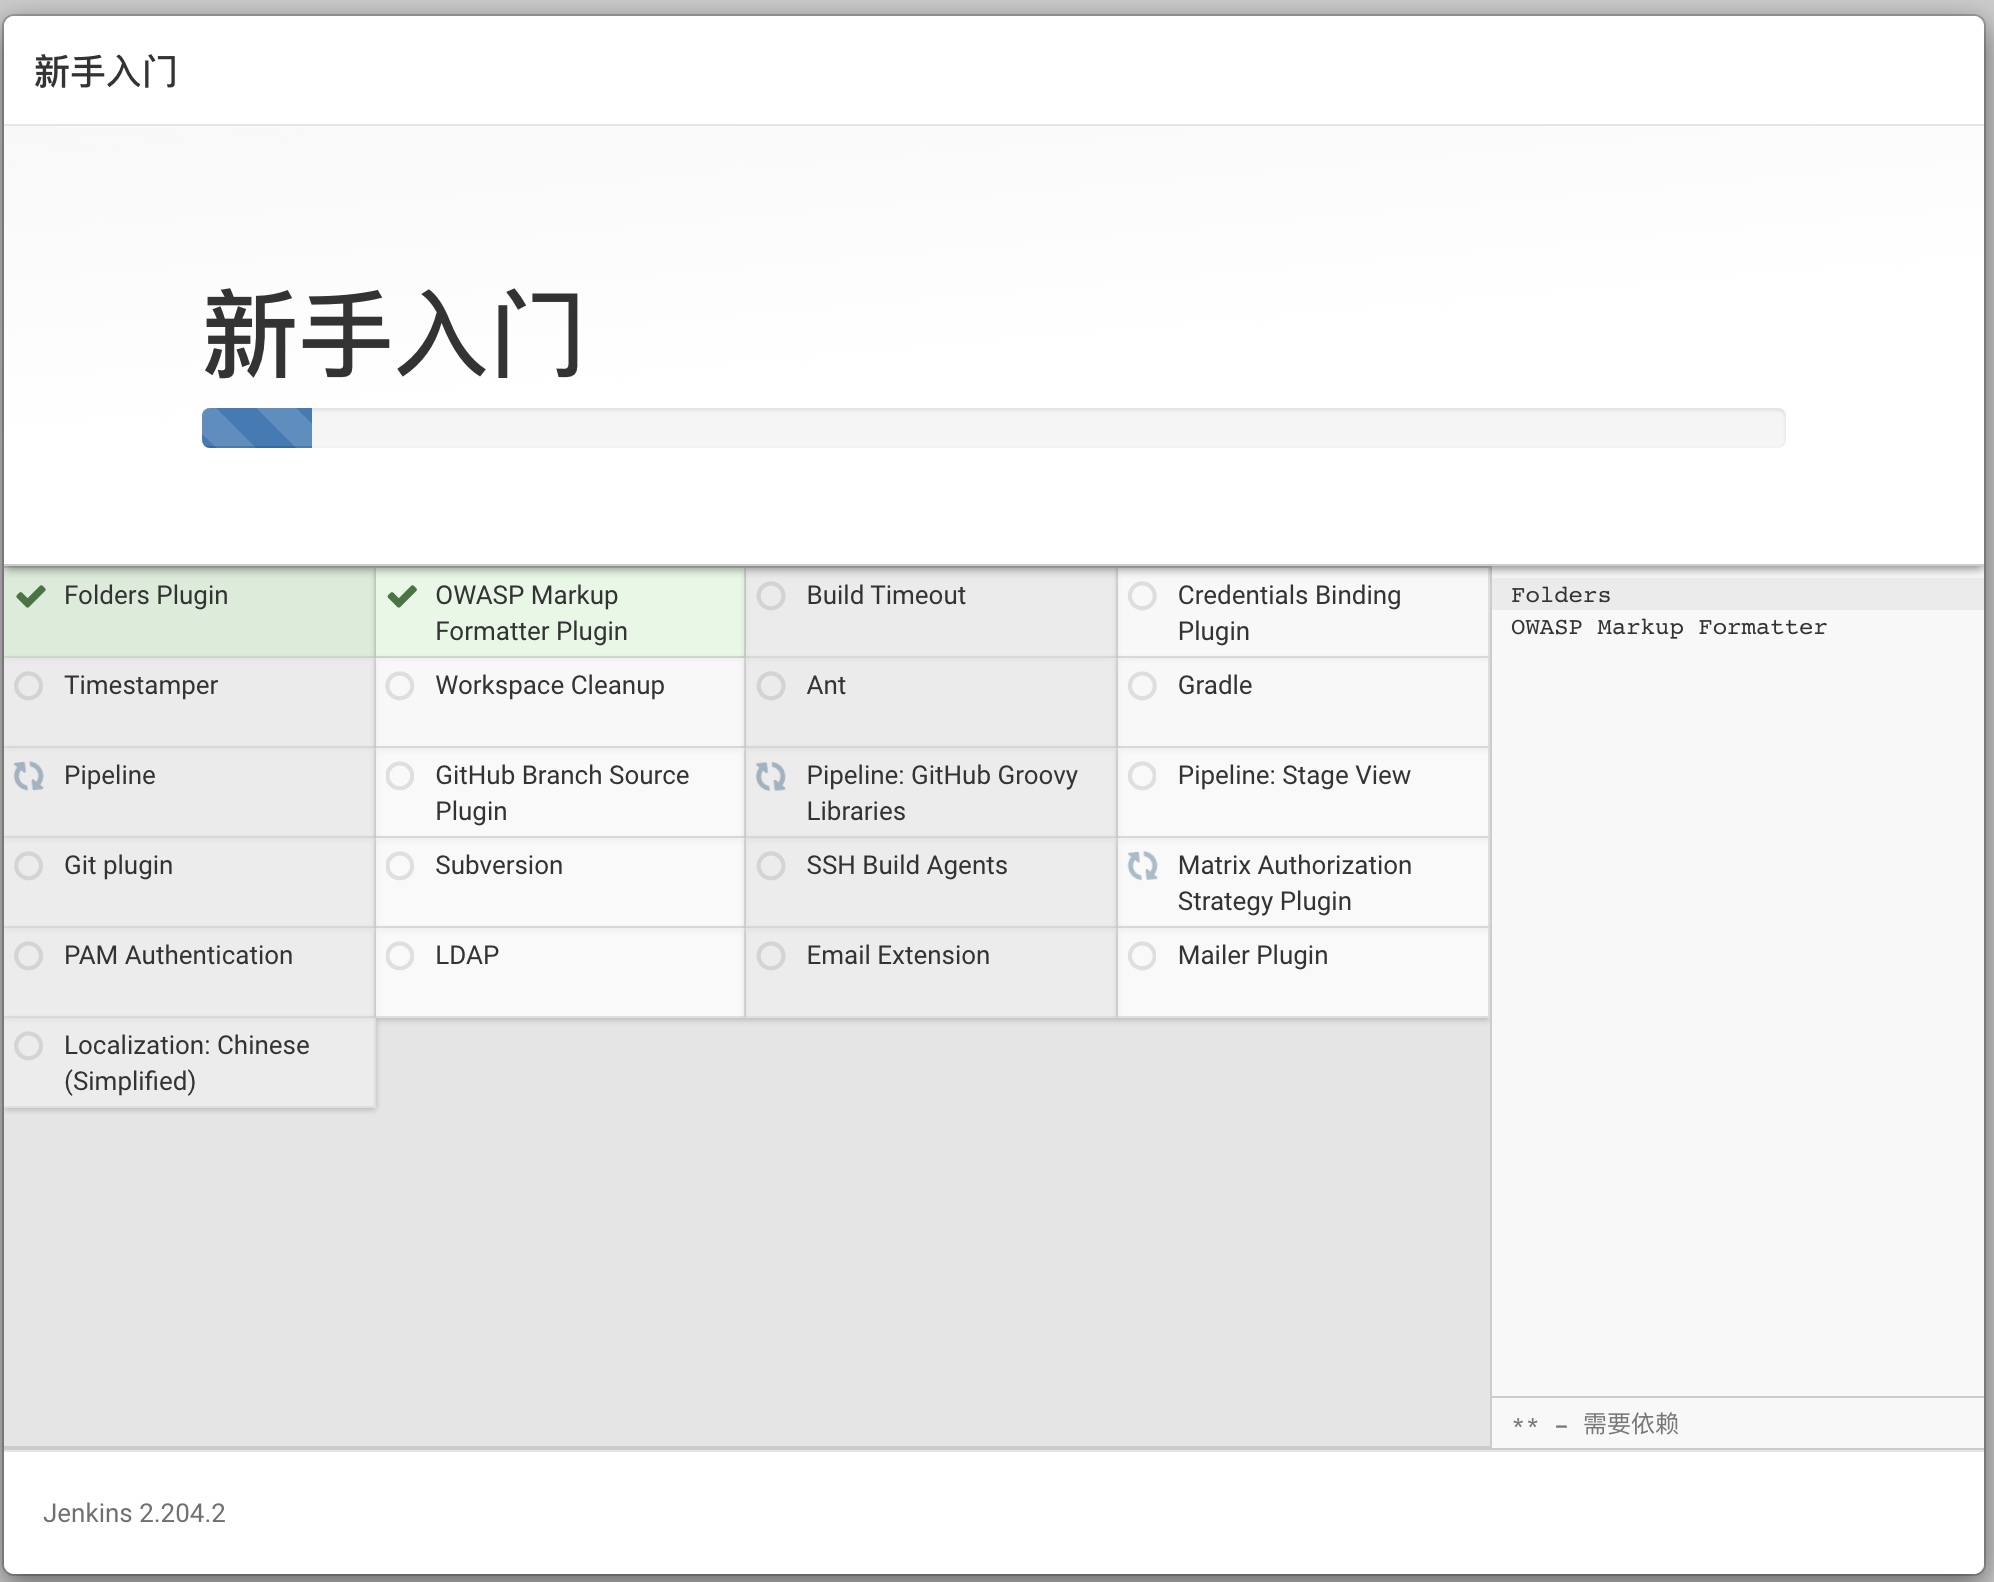 新手入门
新手入门
Folders Plugin
OWASP Markup
Formatter Plugin
Build Timeout
Credentials Binding
Plugin
Timestamper
Workspace Cleanup
Ant
Gradle
Pipeline
GitHub Branch Source
Plugin
Pipeline: GitHub Groovy
Libraries
Pipeline: Stage View
Git plugin
Subversion
SSH Build Agents
Matrix Authorization
Strategy Plugin
PAM Authentication
LDAP
Email Extension
Mailer Plugin
Localization: Chinese
(Simplified)
Folders
OWASP Markup Formatter
** - 需要依赖
Jenkins 2.204.2